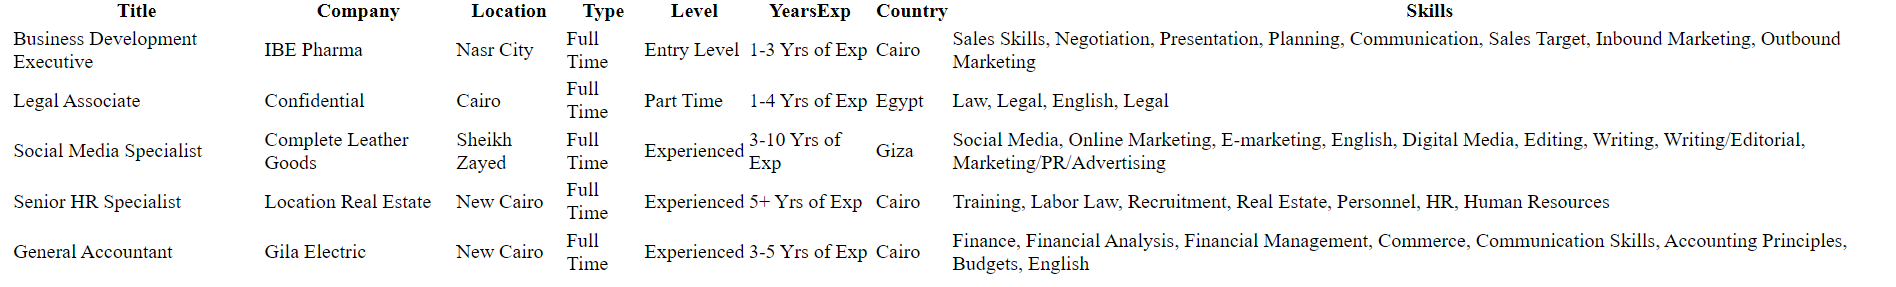 Title Company Location Type Level YearsExp Country Skills
Business Development Executive IBE Pharma Nasr City Full Time Entry Level 1-3 Yrs of Exp Cairo Sales Skills, Negotiation, Presentation, Planning, Communication, Sales Target, Inbound Marketing, Outbound Marketing
Legal Associate Confidential Cairo Full Time Part Time 1-4 Yrs of Exp Egypt Law, Legal, English, Legal
Social Media Specialist Complete Leather Goods Sheikh Zayed Full Time Experienced 3-10 Yrs of Exp Giza Social Media, Online Marketing, E-marketing, English, Digital Media, Editing, Writing, Writing/Editorial, Marketing/PR/Advertising
Senior HR Specialist Location Real Estate New Cairo Full Time Experienced 5+ Yrs of Exp Cairo Training, Labor Law, Recruitment, Real Estate, Personnel, HR, Human Resources
General Accountant Gila Electric New Cairo Full Time Experienced 3-5 Yrs of Exp Cairo Finance, Financial Analysis, Financial Management, Commerce, Communication Skills, Accounting Principles, Budgets, English